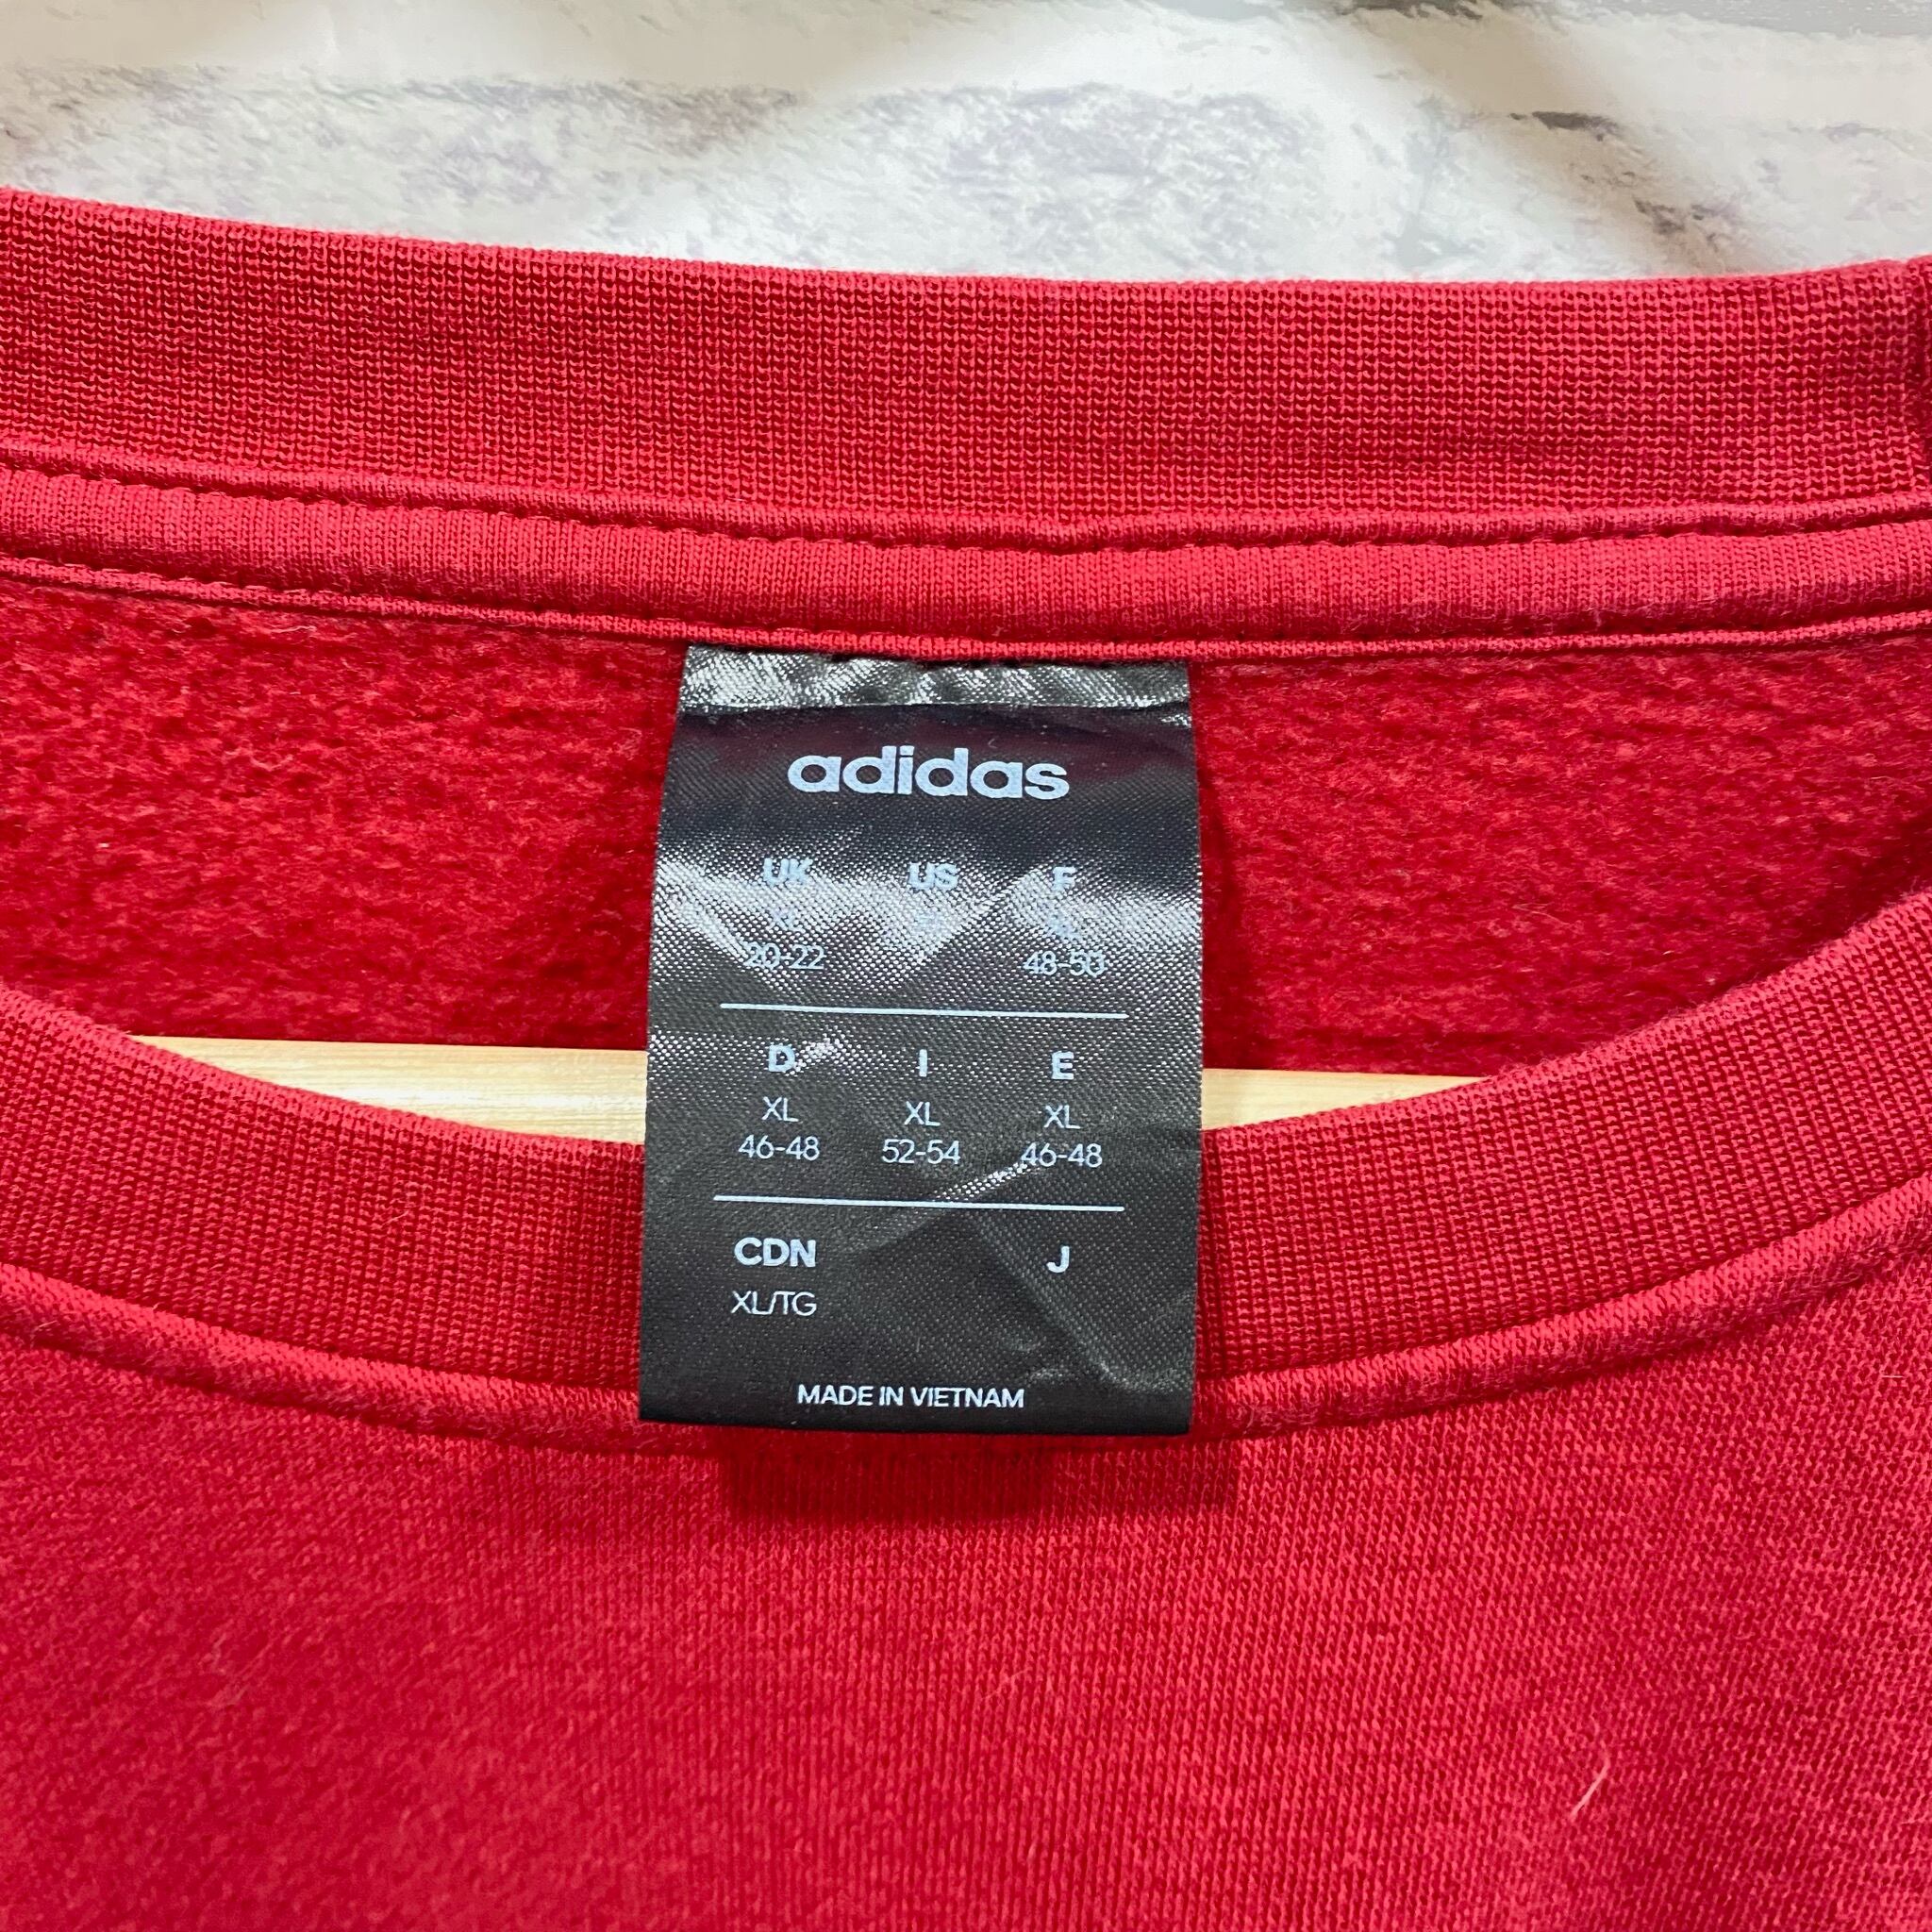 adidas
UK US F
20-22 48-50
D I E
XL XL XL
46-48 52-54 46-48
CDN J
XL/TG
MADE IN VIETNAM